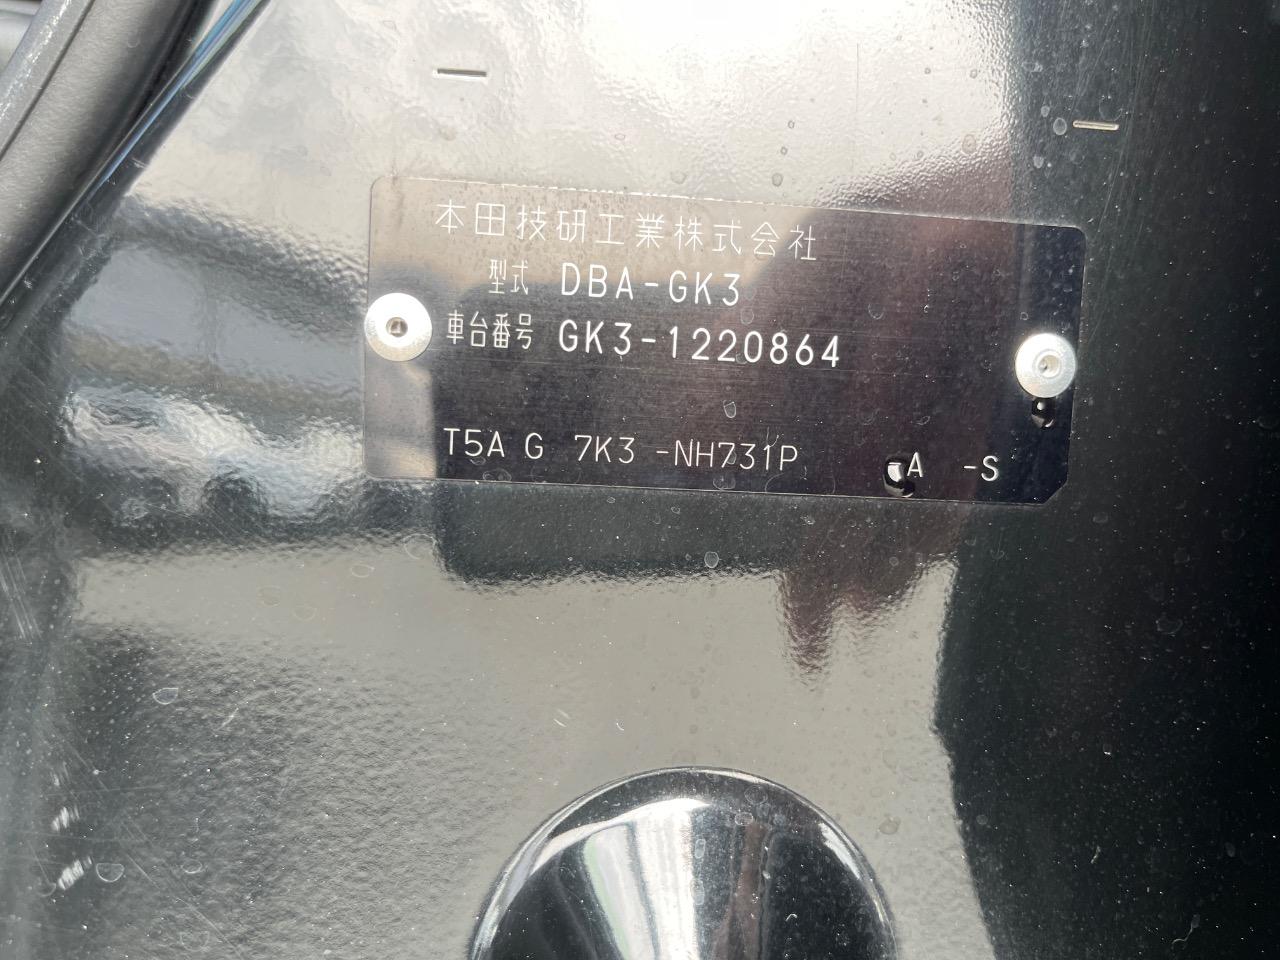 本田技研工業株式会社
型式 DBA-GK3
車台番号 GK3-1220864
T5A G 7K3 -NH731P -A -S